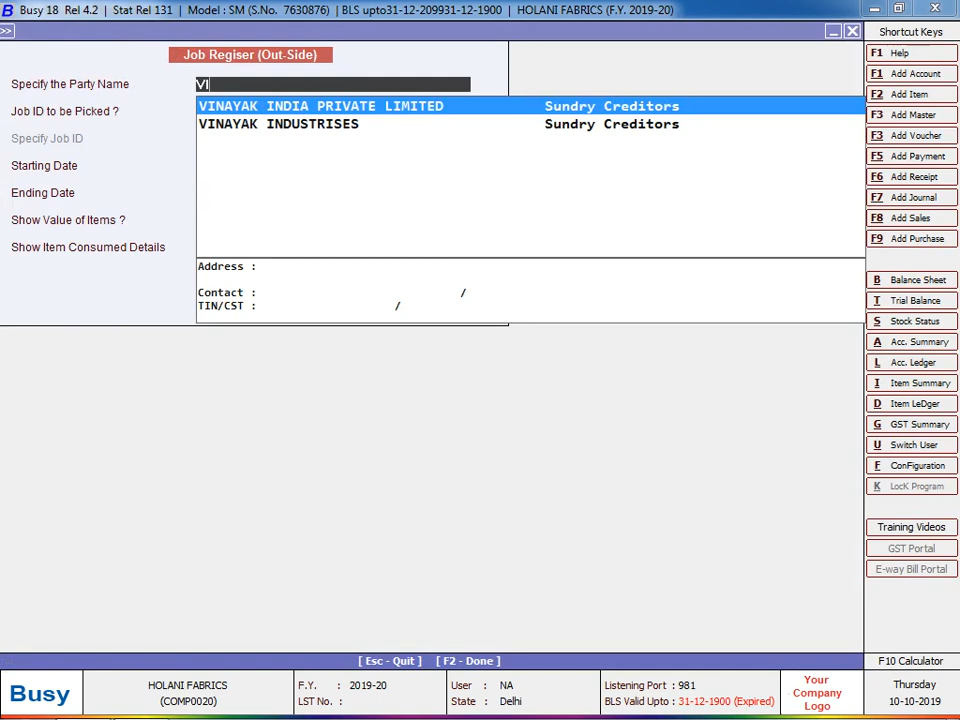 Busy 18 Rel 4.2 | Stat Rel 131 | Model : SM (S.No. 7630876) | BLS upto31-12-209931-12-1900 | HOLANI FABRICS (F.Y. 2019-20)
>>
Shortcut Keys
Job Regiser (Out-Side)
F1 Help
Specify the Party Name VI
F1 Add Account
VINAYAK INDIA PRIVATE LIMITED Sundry Creditors
F2 Add Item
Job ID to be Picked ?
F3 Add Master
VINAYAK INDUSTRISES Sundry Creditors
Specify Job ID
F3 Add Voucher
Starting Date
F5 Add Payment
F6 Add Receipt
Ending Date
F7 Add Journal
Show Value of Items ?
F8 Add Sales
Show Item Consumed Details
F9 Add Purchase
Address :
B Balance Sheet
Contact : /
T Trial Balance
TIN/CST : /
S Stock Status
A Acc. Summary
L Acc. Ledger
I Item Summary
D Item LeDger
G GST Summary
U Switch User
F ConFiguration
K LocK Program
Training Videos
GST Portal
E-way Bill Portal
[ Esc - Quit ] [ F2 - Done ]
F10 Calculator
Busy
HOLANI FABRICS
(COMP0020)
F.Y. : 2019-20
LST No. :
User : NA
State : Delhi
Listening Port : 981
BLS Valid Upto : 31-12-1900 (Expired)
Your
Company
Logo
Thursday
10-10-2019